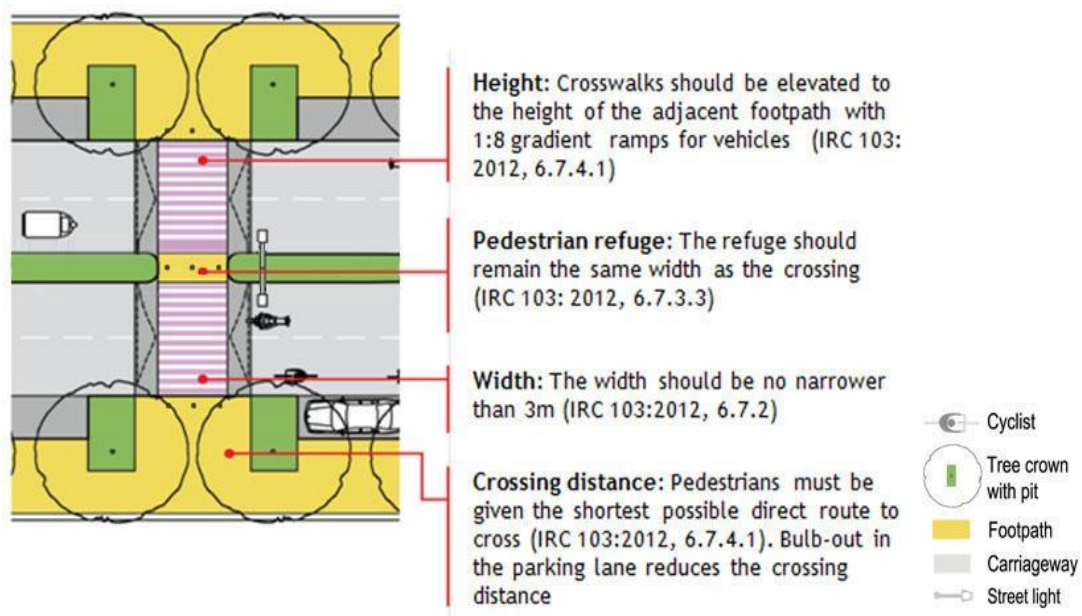 Height: Crosswalks should be elevated to
the height of the adjacent footpath with
1:8 gradient ramps for vehicles (IRC 103:
2012, 6.7.4.1)
Pedestrian refuge: The refuge should
remain the same width as the crossing
(IRC 103: 2012, 6.7.3.3)
Width: The width should be no narrower
than 3m (IRC 103:2012, 6.7.2)
Crossing distance: Pedestrians must be
given the shortest possible direct route to
cross (IRC 103:2012, 6.7.4.1). Bulb-out in
the parking lane reduces the crossing
distance
Cyclist
Tree crown
with pit
Footpath
Carriageway
Street light